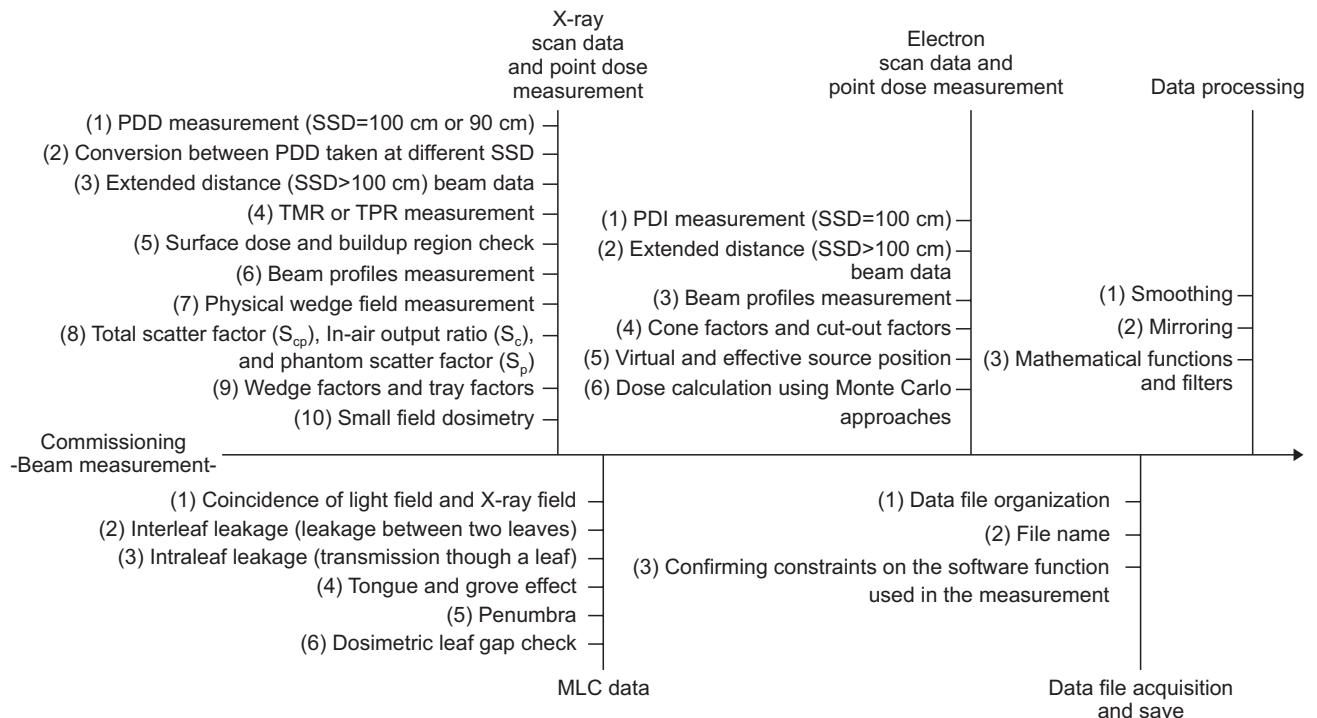 X-ray
scan data
and point dose
measurement
(1) PDD measurement (SSD=100 cm or 90 cm)
(2) Conversion between PDD taken at different SSD
(3) Extended distance (SSD>100 cm) beam data
(4) TMR or TPR measurement
(5) Surface dose and buildup region check
(6) Beam profiles measurement
(7) Physical wedge field measurement
(8) Total scatter factor (Scp), In-air output ratio (Sc),
and phantom scatter factor (Sp)
(9) Wedge factors and tray factors
(10) Small field dosimetry
Electron
scan data and
point dose measurement
(1) PDI measurement (SSD=100 cm)
(2) Extended distance (SSD>100 cm)
beam data
(3) Beam profiles measurement
(4) Cone factors and cut-out factors
(5) Virtual and effective source position
(6) Dose calculation using Monte Carlo
approaches
Data processing
(1) Smoothing
(2) Mirroring
(3) Mathematical functions
and filters
Commissioning
-Beam measurement-
(1) Coincidence of light field and X-ray field
(2) Interleaf leakage (leakage between two leaves)
(3) Intraleaf leakage (transmission though a leaf)
(4) Tongue and grove effect
(5) Penumbra
(6) Dosimetric leaf gap check
MLC data
(1) Data file organization
(2) File name
(3) Confirming constraints on the software function
used in the measurement
Data file acquisition
and save